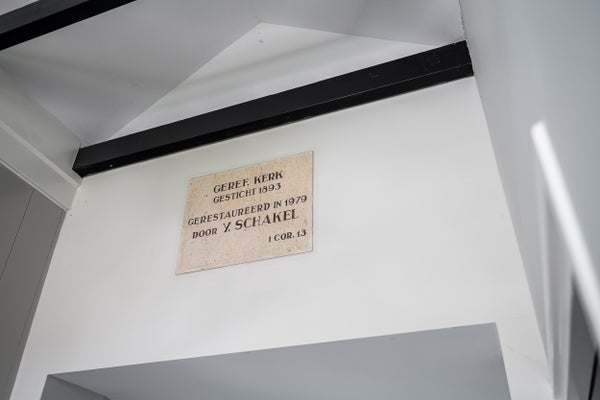 GEREF. KERK
GESTICHT 1893
GERESTAUREERD IN 1979
DOOR Y. SCHAKEL
1 COR. 13